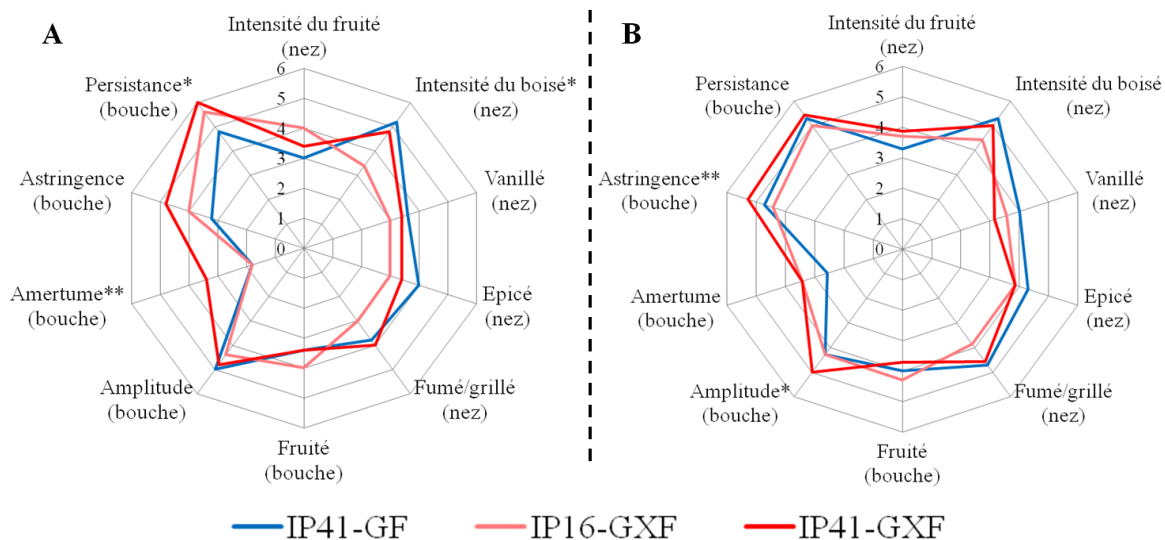 A
Intensité du fruité
(nez)
Intensité du boisé*
(nez)
Vanillé
(nez)
Epicé
(nez)
Fumé/grillé
(nez)
Fruité
(bouche)
Amplitude
(bouche)
Amertume**
(bouche)
Astringence
(bouche)
Persistance*
(bouche)
6
5
4
3
2
1
0
B
Intensité du fruité
(nez)
Intensité du boisé
(nez)
Vanillé
(nez)
Epicé
(nez)
Fumé/grillé
(nez)
Fruité
(bouche)
Amplitude*
(bouche)
Amertume
(bouche)
Astringence**
(bouche)
Persistance
(bouche)
6
5
4
3
2
1
0
IP41-GF
IP16-GXF
IP41-GXF